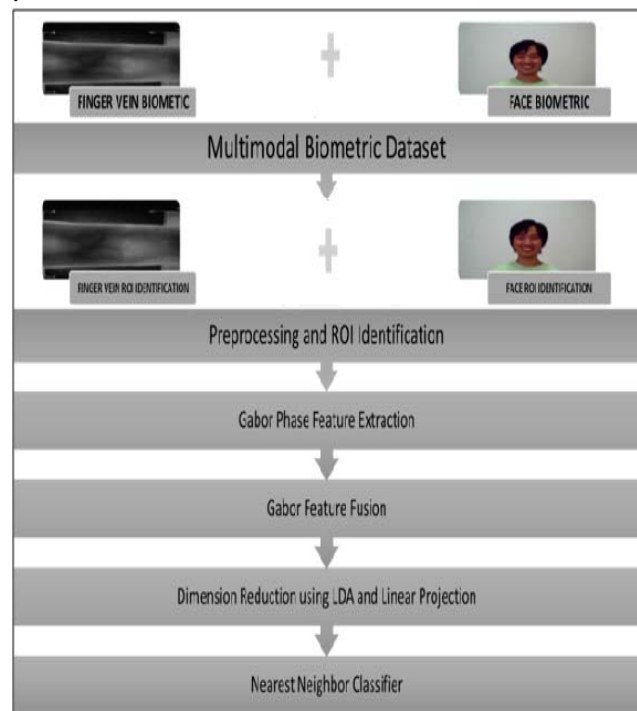 FINGER VEIN BIOMETIC
FACE BIOMETRIC
Multimodal Biometric Dataset
FINGER VEIN ROI IDENTIFICATION
FACE ROI IDENTIFICATION
Preprocessing and ROI Identification
Gabor Phase Feature Extraction
Gabor Feature Fusion
Dimension Reduction using LDA and Linear Projection
Nearest Neighbor Classifier